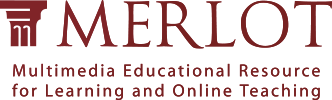 MERLOT
Multimedia Educational Resource
for Learning and Online Teaching